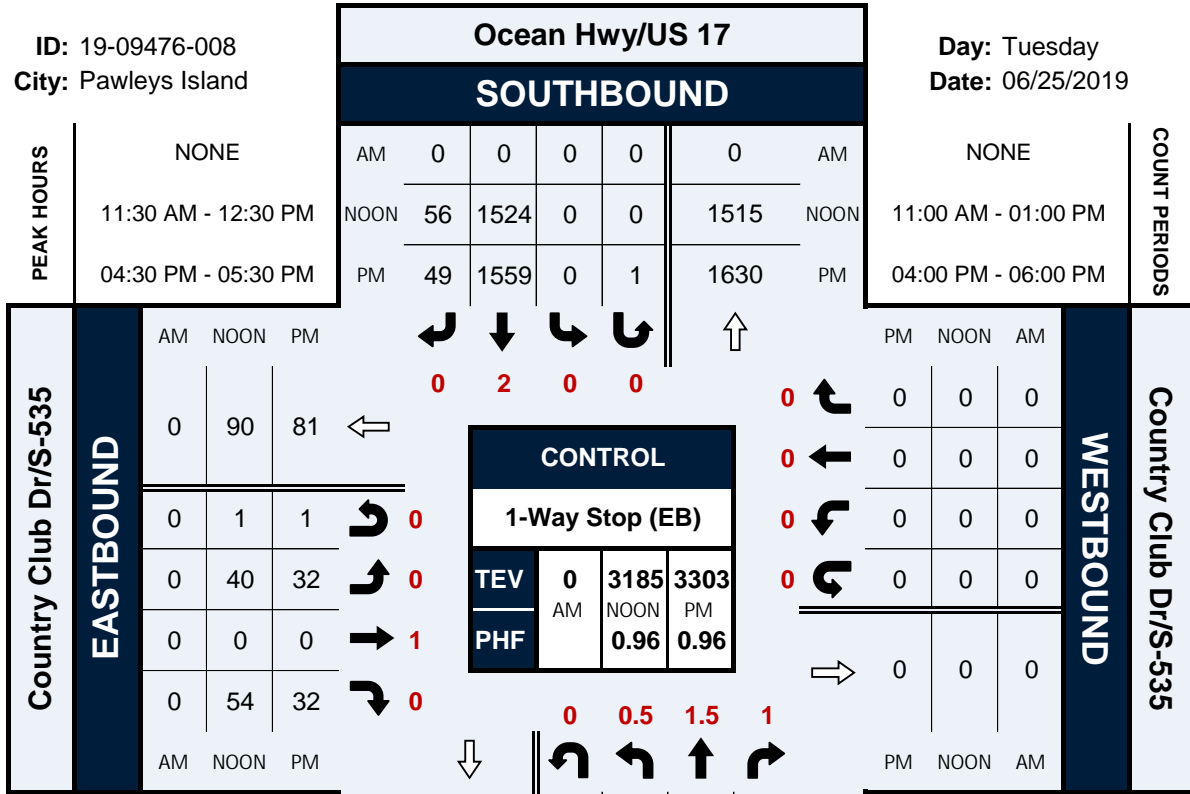 Ocean Hwy/US 17
ID: 19-09476-008
Day: Tuesday
City: Pawleys Island
Date: 06/25/2019
SOUTHBOUND
PEAK HOURS
NONE
AM 0 0 0 0 0 AM
NONE
COUNT PERIODS
11:30 AM - 12:30 PM
NOON 56 1524 0 0 1515 NOON
11:00 AM - 01:00 PM
04:30 PM - 05:30 PM
PM 49 1559 0 1 1630 PM
04:00 PM - 06:00 PM
Country Club Dr/S-535
EASTBOUND
AM NOON PM
PM NOON AM
WESTBOUND
Country Club Dr/S-535
0 2 0 0
0 90 81
0 0 0 0
CONTROL
0 0 0 0
0 1 1 0
1-Way Stop (EB)
0 0 0 0
0 40 32 0
TEV 0 3185 3303
0 0 0 0
AM NOON PM
0 0 0 1
PHF 0.96 0.96
0 0 0
0 54 32 0
0 0.5 1.5 1
AM NOON PM
PM NOON AM